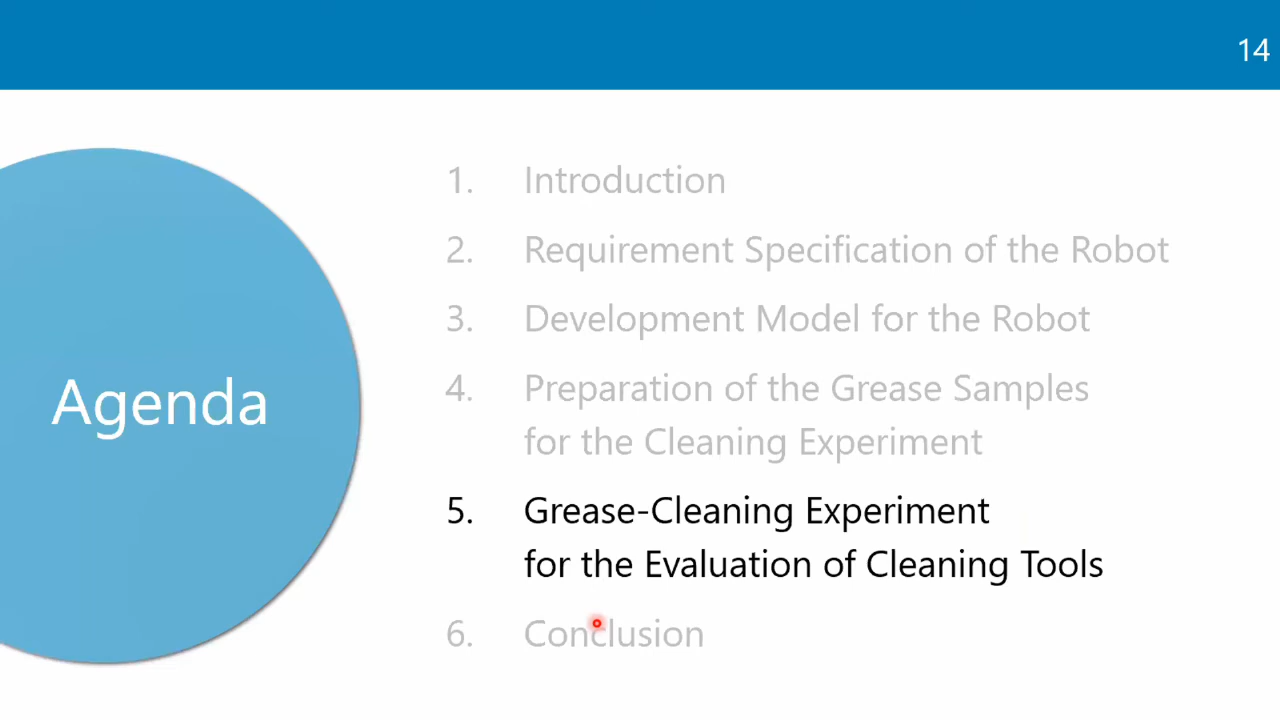 14
Agenda
1. Introduction
2. Requirement Specification of the Robot
3. Development Model for the Robot
4. Preparation of the Grease Samples
for the Cleaning Experiment
5. Grease-Cleaning Experiment
for the Evaluation of Cleaning Tools
6. Conclusion